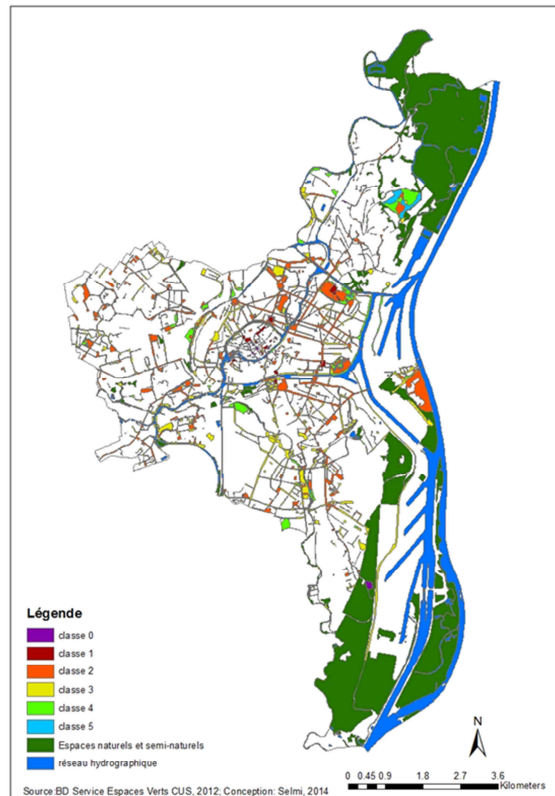 Légende
classe 0
classe 1
classe 2
classe 3
classe 4
classe 5
Espaces naturels et semi-naturels
réseau hydrographique
N
0 0.45 0.9 1.8 2.7 3.6
Kilometers
Source:BD Service Espaces Verts CUS, 2012; Conception: Selmi, 2014